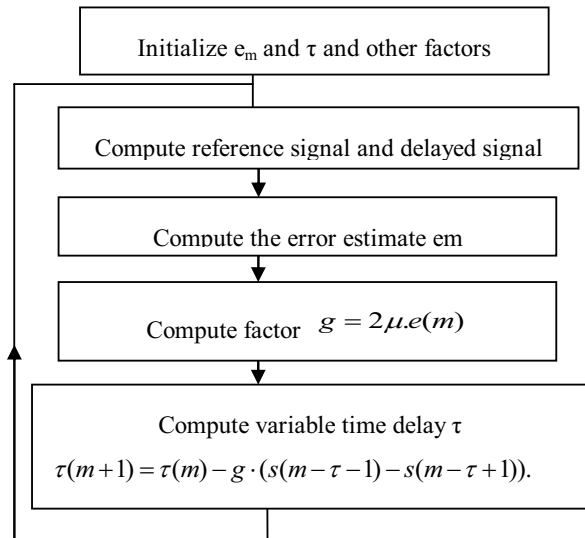 Initialize eₘ and τ and other factors
Compute reference signal and delayed signal
Compute the error estimate em
Compute factor g = 2μ.e(m)
Compute variable time delay τ
τ(m+1) = τ(m) − g · (s(m−τ−1) − s(m−τ+1)).